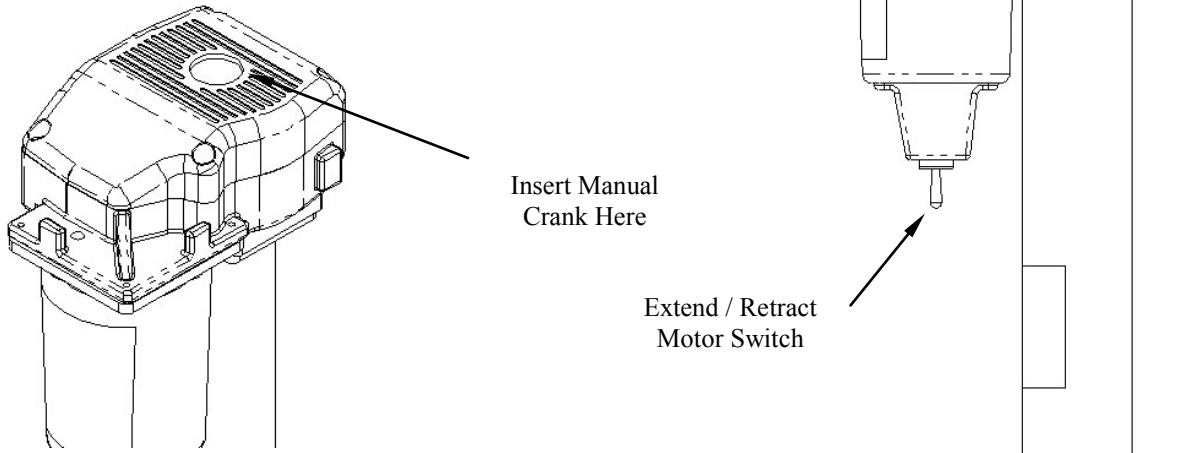 Insert Manual
Crank Here
Extend / Retract
Motor Switch